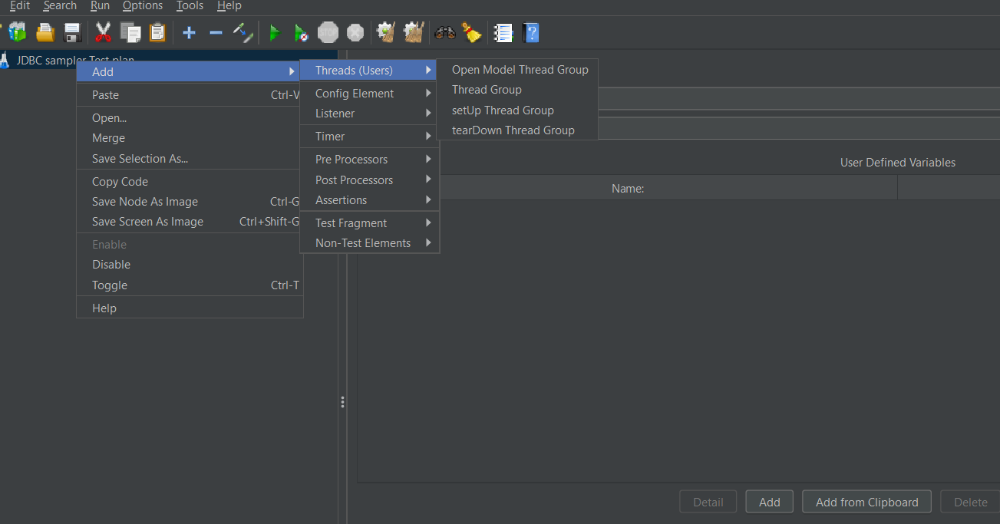 Edit Search Run Options Tools Help
STOP
JDBC sampler Test plan
Add
Paste Ctrl-V
Open...
Merge
Save Selection As...
Copy Code
Save Node As Image Ctrl-G
Save Screen As Image Ctrl+Shift-G
Enable
Disable
Toggle Ctrl-T
Help
Threads (Users)
Config Element
Listener
Timer
Pre Processors
Post Processors
Assertions
Test Fragment
Non-Test Elements
Open Model Thread Group
Thread Group
setUp Thread Group
tearDown Thread Group
User Defined Variables
Name:
Detail Add Add from Clipboard Delete